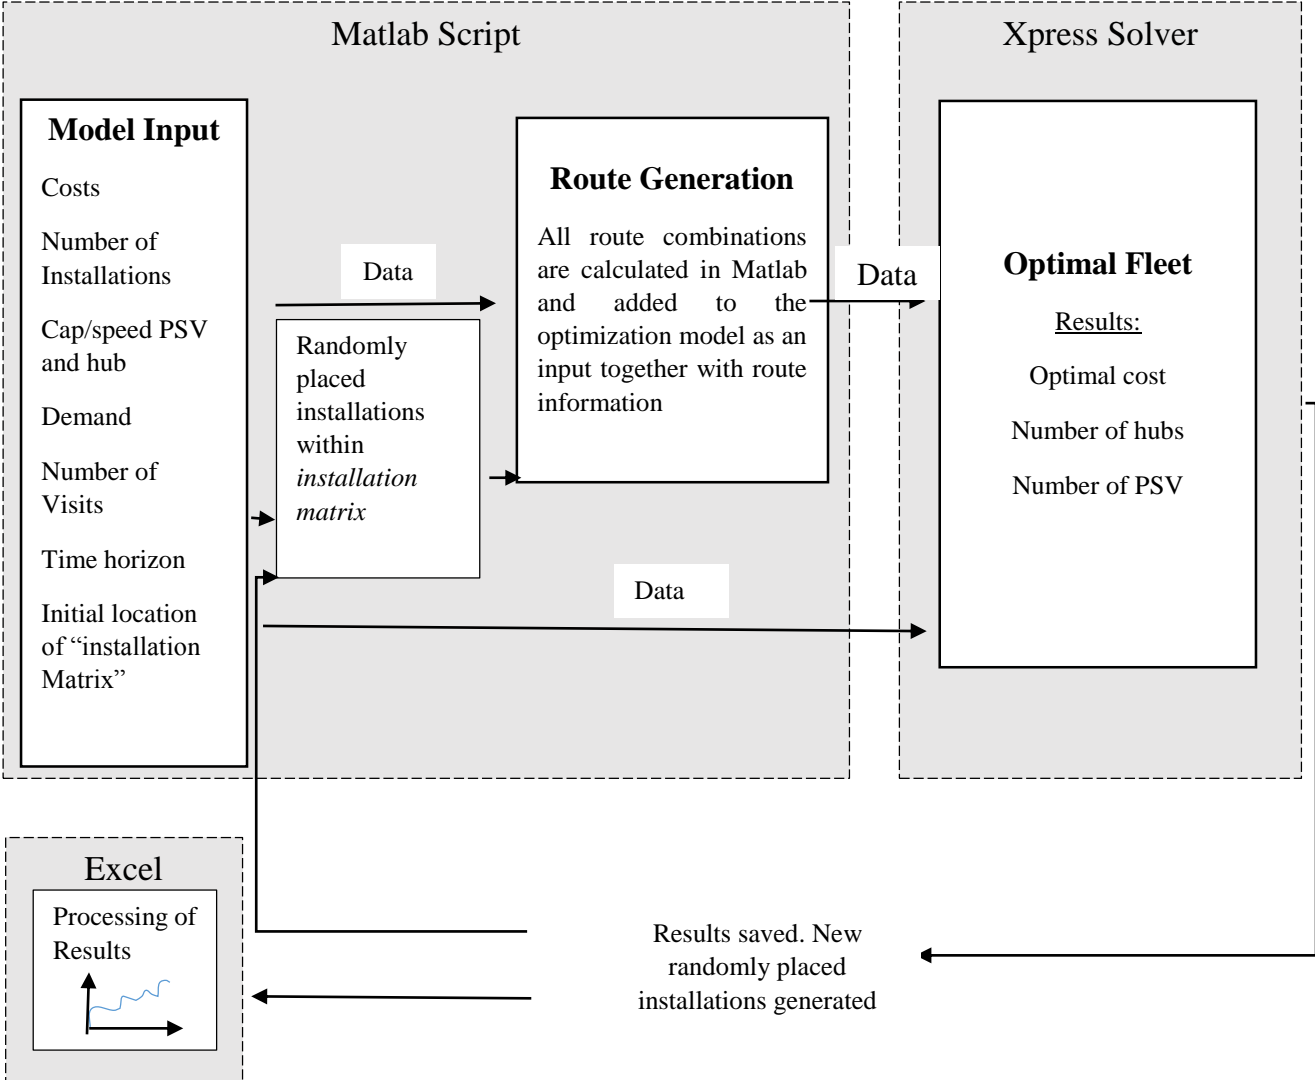 Matlab Script
Xpress Solver
Model Input
Costs
Number of
Installations
Cap/speed PSV
and hub
Demand
Number of
Visits
Time horizon
Initial location
of “installation
Matrix”
Data
Randomly
placed
installations
within
installation
matrix
Route Generation
All route combinations
are calculated in Matlab
and added to the
optimization model as an
input together with route
information
Data
Data
Optimal Fleet
Results:
Optimal cost
Number of hubs
Number of PSV
Excel
Processing of
Results
Results saved. New
randomly placed
installations generated